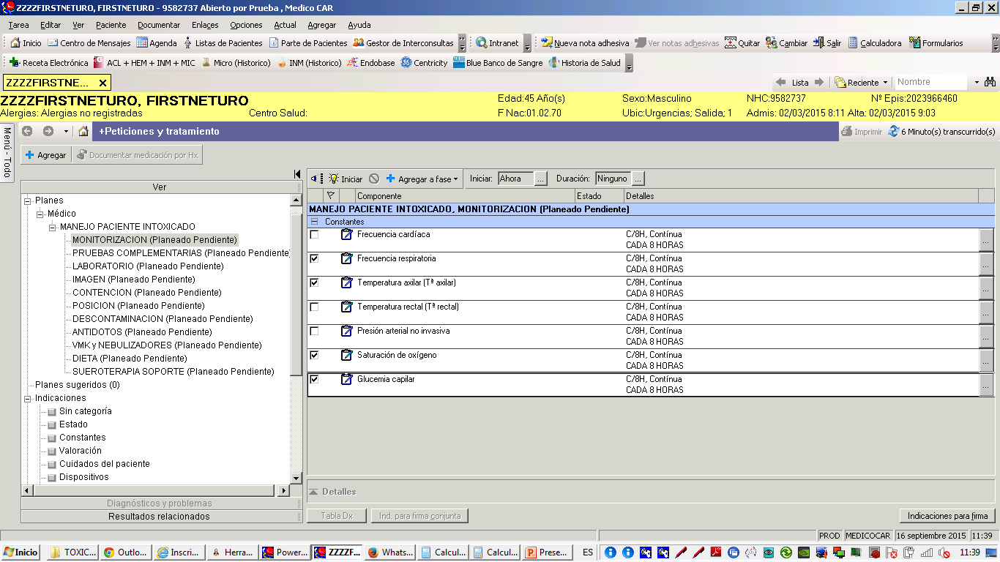 ZZZZFIRSTNETURO, FIRSTNETURO - 9582737 Abierto por Prueba , Medico CAR
Tarea Editar Ver Paciente Documentar Enlaces Opciones Actual Agregar Ayuda
Inicio Centro de Mensajes Agenda Listas de Pacientes Parte de Pacientes Gestor de Interconsultas Intranet Nueva nota adhesiva Ver notas adhesivas Quitar Cambiar Salir Calculadora Formularios
Receta Electrónica ACL + HEM + INM + MIC Micro (Historico) INM (Historico) Endobase Centricity Blue Banco de Sangre Historia de Salud
ZZZZFIRSTNE... Lista Reciente Nombre
ZZZZFIRSTNETURO, FIRSTNETURO Edad:45 Año(s) Sexo:Masculino NHC:9582737 Nº Epis:2023966460
Alergias: Alergias no registradas Centro Salud: F Nac:01.02.70 Ubic:Urgencias; Salida; 1 Admis: 02/03/2015 8:11 Alta: 02/03/2015 9:03
Menú - Todo
+Peticiones y tratamiento Imprimir 6 Minuto(s) transcurrido(s)
Agregar Documentar medicación por Hx
Ver
Planes
Médico
MANEJO PACIENTE INTOXICADO
MONITORIZACION (Planeado Pendiente)
PRUEBAS COMPLEMENTARIAS (Planeado Pendiente
LABORATORIO (Planeado Pendiente)
IMAGEN (Planeado Pendiente)
CONTENCION (Planeado Pendiente)
POSICION (Planeado Pendiente)
DESCONTAMINACION (Planeado Pendiente)
ANTIDOTOS (Planeado Pendiente)
VMK y NEBULIZADORES (Planeado Pendiente)
DIETA (Planeado Pendiente)
SUEROTERAPIA SOPORTE (Planeado Pendiente)
Planes sugeridos (0)
Indicaciones
Sin categoría
Estado
Constantes
Valoración
Cuidados del paciente
Dispositivos
Diagnósticos y problemas
Resultados relacionados
Iniciar Agregar a fase Iniciar: Ahora ... Duración: Ninguno ...
Componente Estado Detalles
MANEJO PACIENTE INTOXICADO, MONITORIZACION (Planeado Pendiente)
Constantes
Frecuencia cardíaca C/8H, Contínua
CADA 8 HORAS
...
Frecuencia respiratoria C/8H, Contínua
CADA 8 HORAS
...
Temperatura axilar (Tª axilar) C/8H, Contínua
CADA 8 HORAS
...
Temperatura rectal (Tª rectal) C/8H, Contínua
CADA 8 HORAS
...
Presión arterial no invasiva C/8H, Contínua
CADA 8 HORAS
...
Saturación de oxígeno C/8H, Contínua
CADA 8 HORAS
...
Glucemia capilar C/8H, Contínua
CADA 8 HORAS
...
Detalles
Tabla Dx Ind. para firma conjunta Indicaciones para firma
PROD MEDICOCAR 16 septiembre 2015 11:39
Inicio TOXIC... Outlo... Inscri... Herra... Power... ZZZZF... Whats... Calcul... Calcul... Prese... ES 11:39